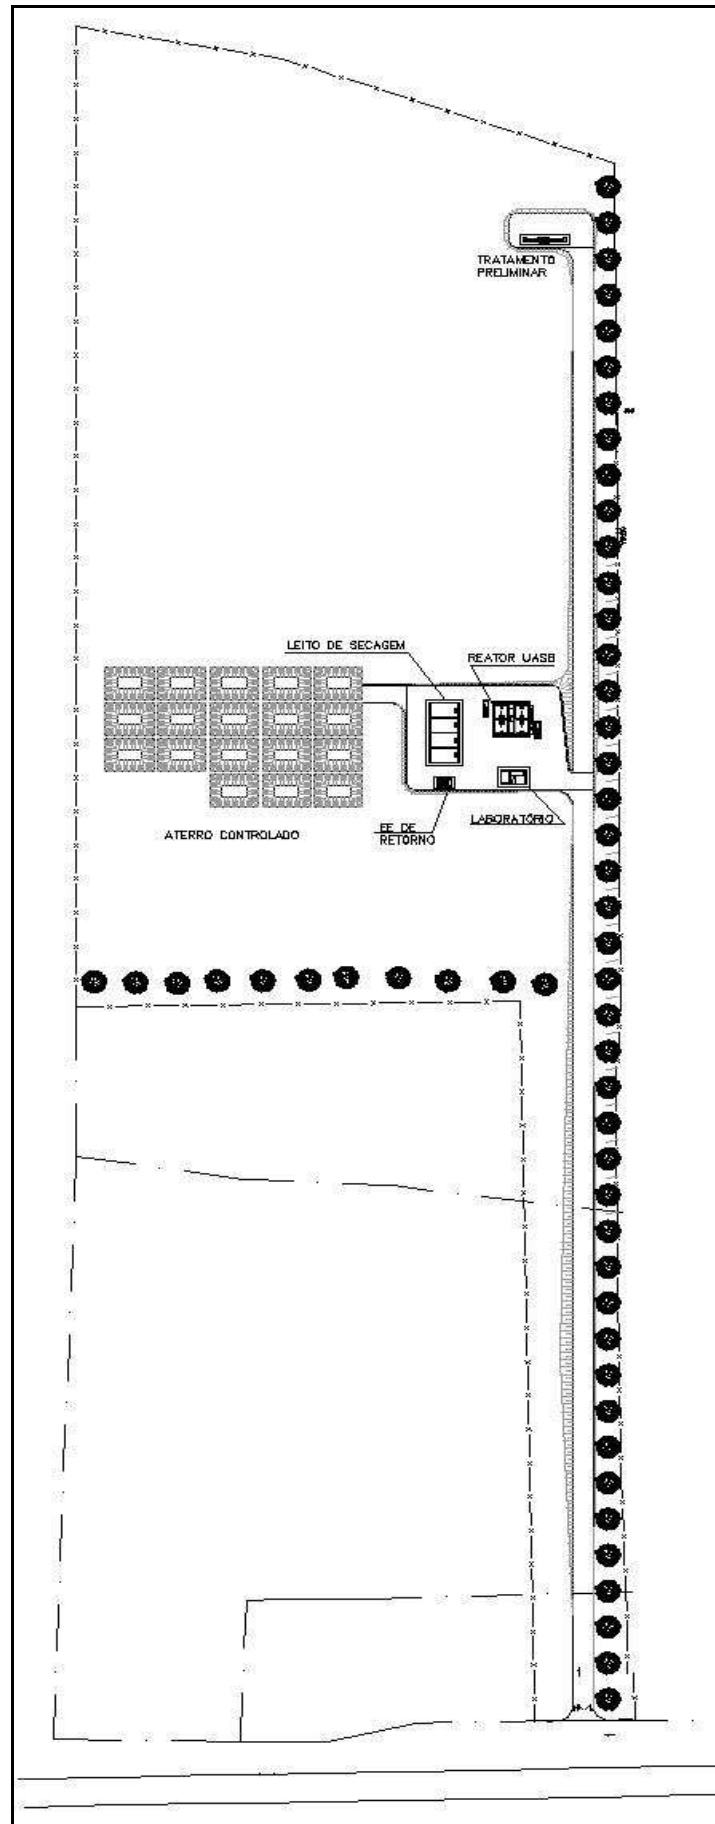 TRATAMENTO
PRELIMINAR
LEITO DE SECAGEM
REATOR UASB
ATERRO CONTROLADO
EE DE
RETORNO
LABORATÓRIO